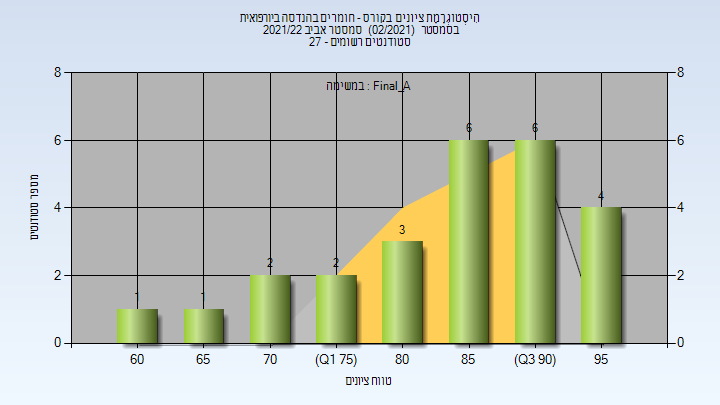 היסטוגרמת ציונים בקורס - חומרים בהנדסה ביורפואית
בסמסטר (02/2021) סמסטר אביב 2021/22
סטודנטים רשומים - 27
במשימה : Final_A
8 8
6 6
4 4
2 2
0 0
1 1 2 2 3 6 6 4
מספר סטודנטים
60 65 70 (Q1 75) 80 85 (Q3 90) 95
טווח ציונים